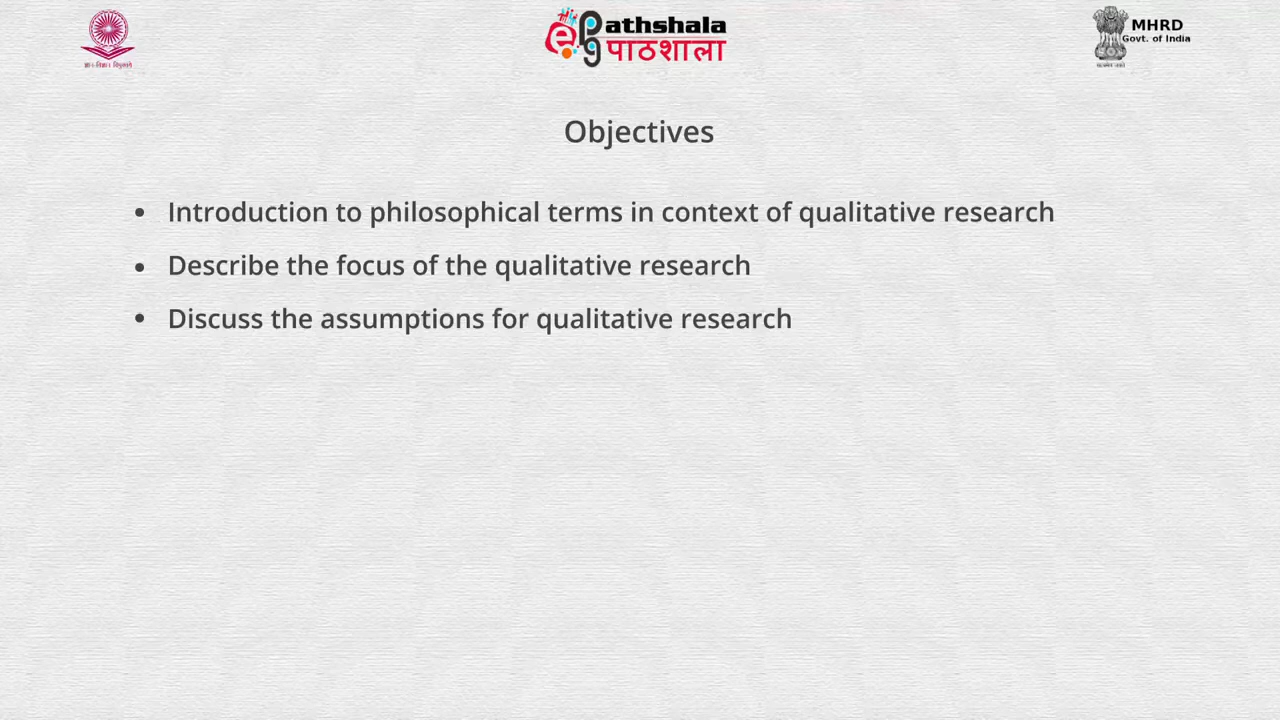 ePathshala
पाठशाला
MHRD
Govt. of India
Objectives
• Introduction to philosophical terms in context of qualitative research
• Describe the focus of the qualitative research
• Discuss the assumptions for qualitative research